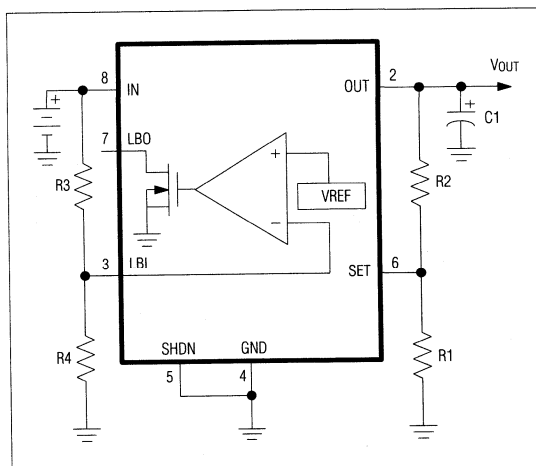 8
IN
OUT
2
VOUT
+
+
C1
7
LBO
R3
+
VREF
R2
−
3
LBI
SET
6
R4
SHDN
GND
R1
5
4